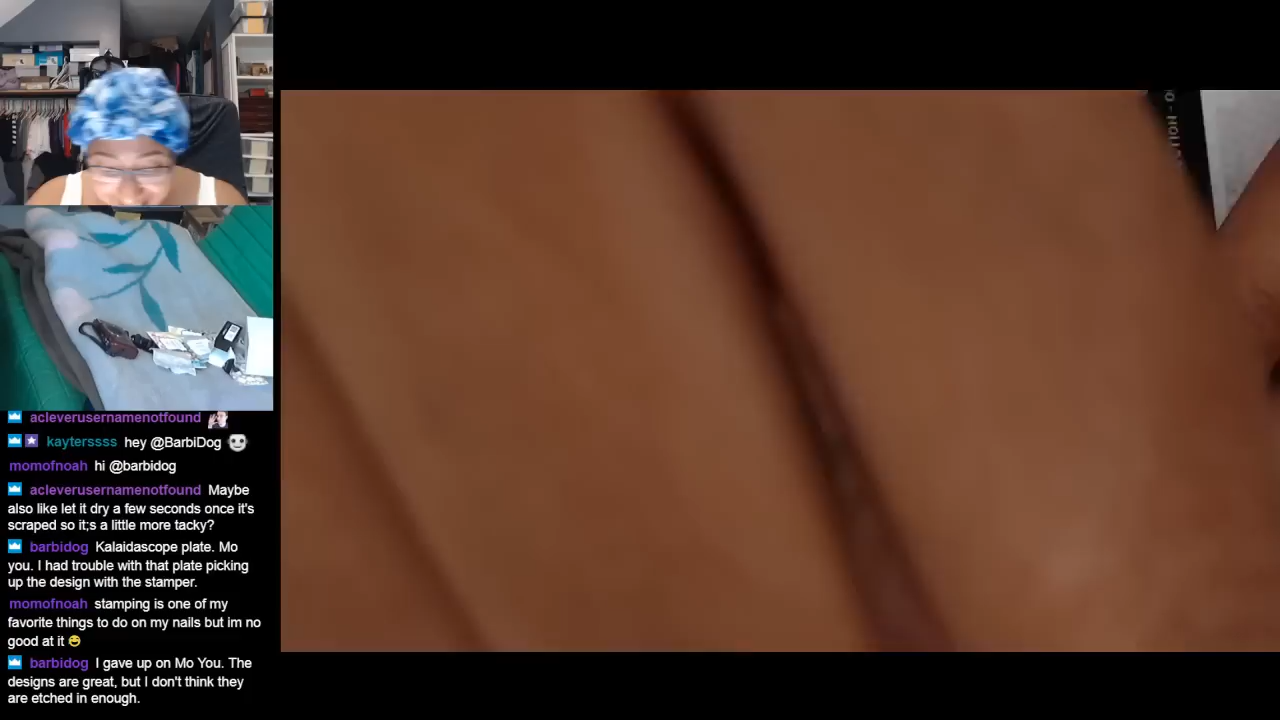 acleverusernamenotfound
kayterssss hey @BarbiDog
momofnoah hi @barbidog
acleverusernamenotfound Maybe
also like let it dry a few seconds once it's
scraped so it;s a little more tacky?
barbidog Kalaidascope plate. Mo
you. I had trouble with that plate picking
up the design with the stamper.
momofnoah stamping is one of my
favorite things to do on my nails but im no
good at it
barbidog I gave up on Mo You. The
designs are great, but I don't think they
are etched in enough.